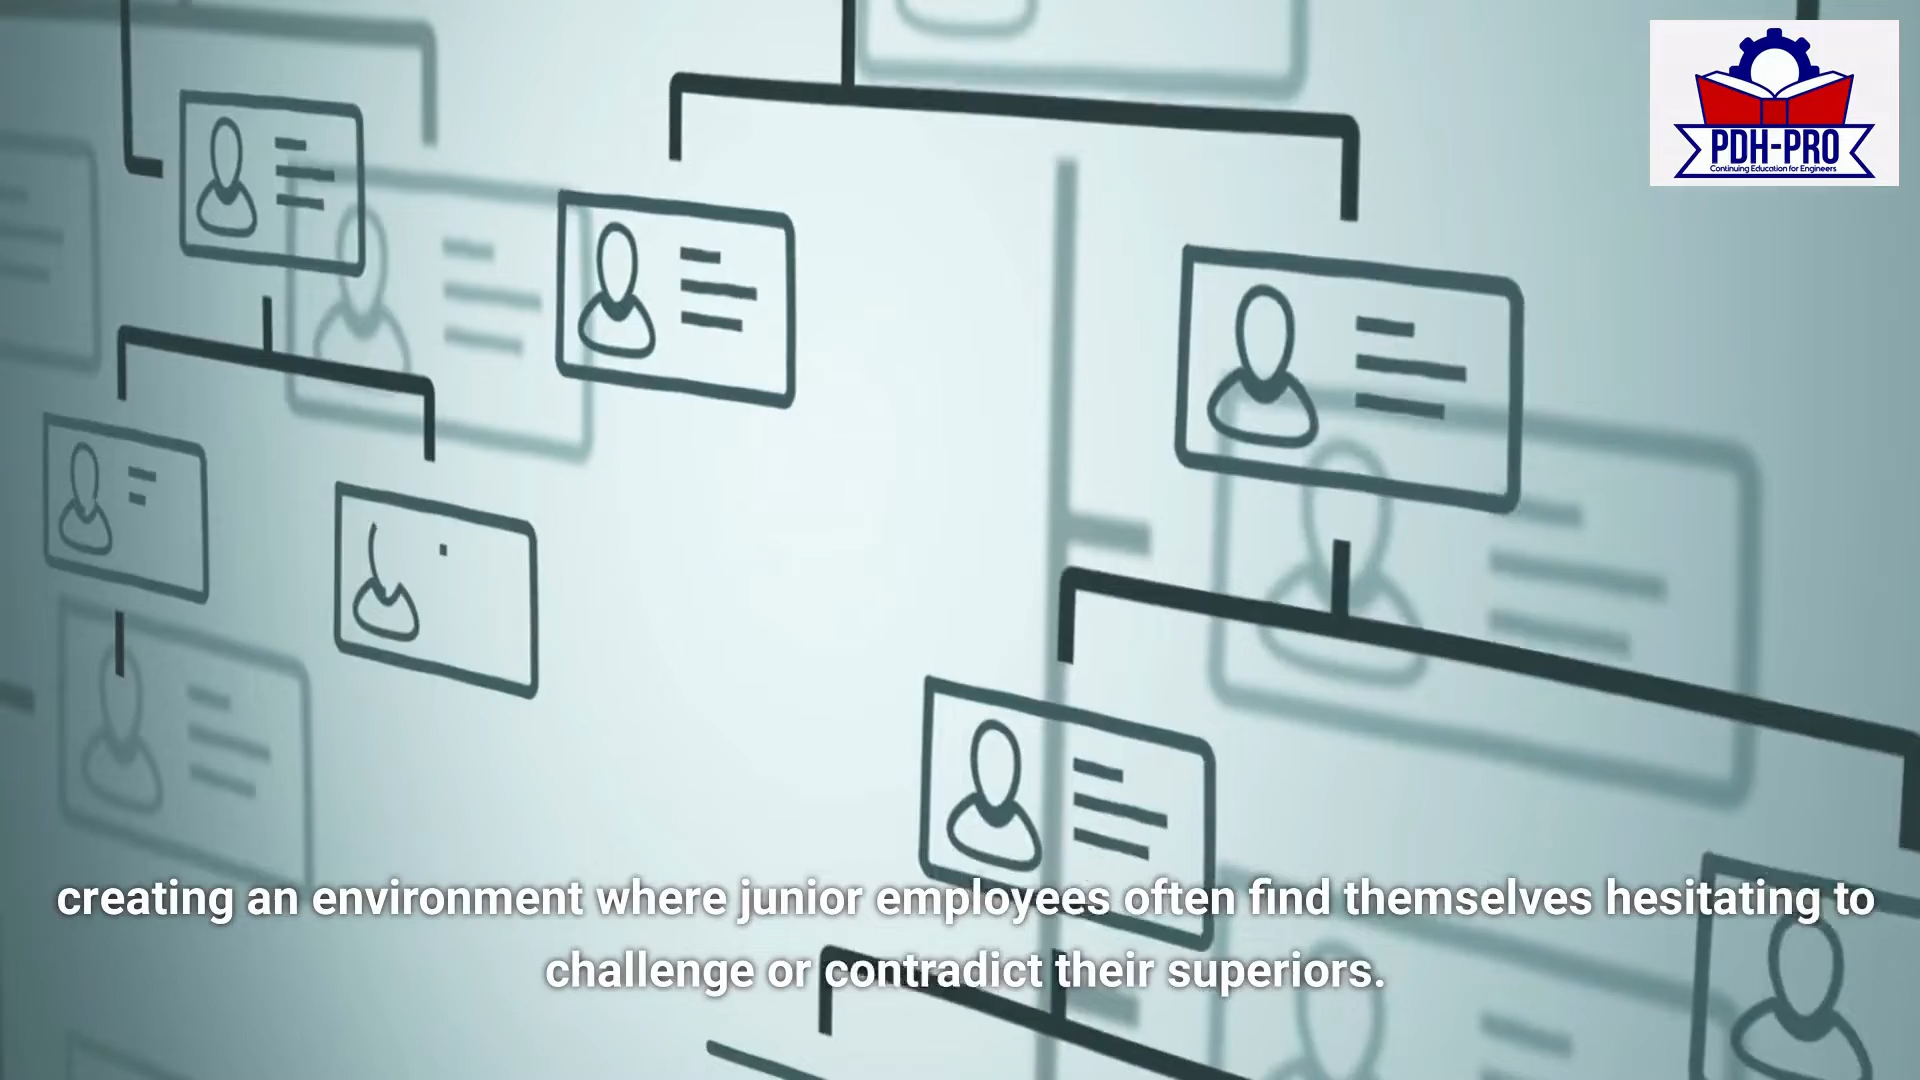 PDH-PRO
Continuing Education for Engineers
creating an environment where junior employees often find themselves hesitating to
challenge or contradict their superiors.